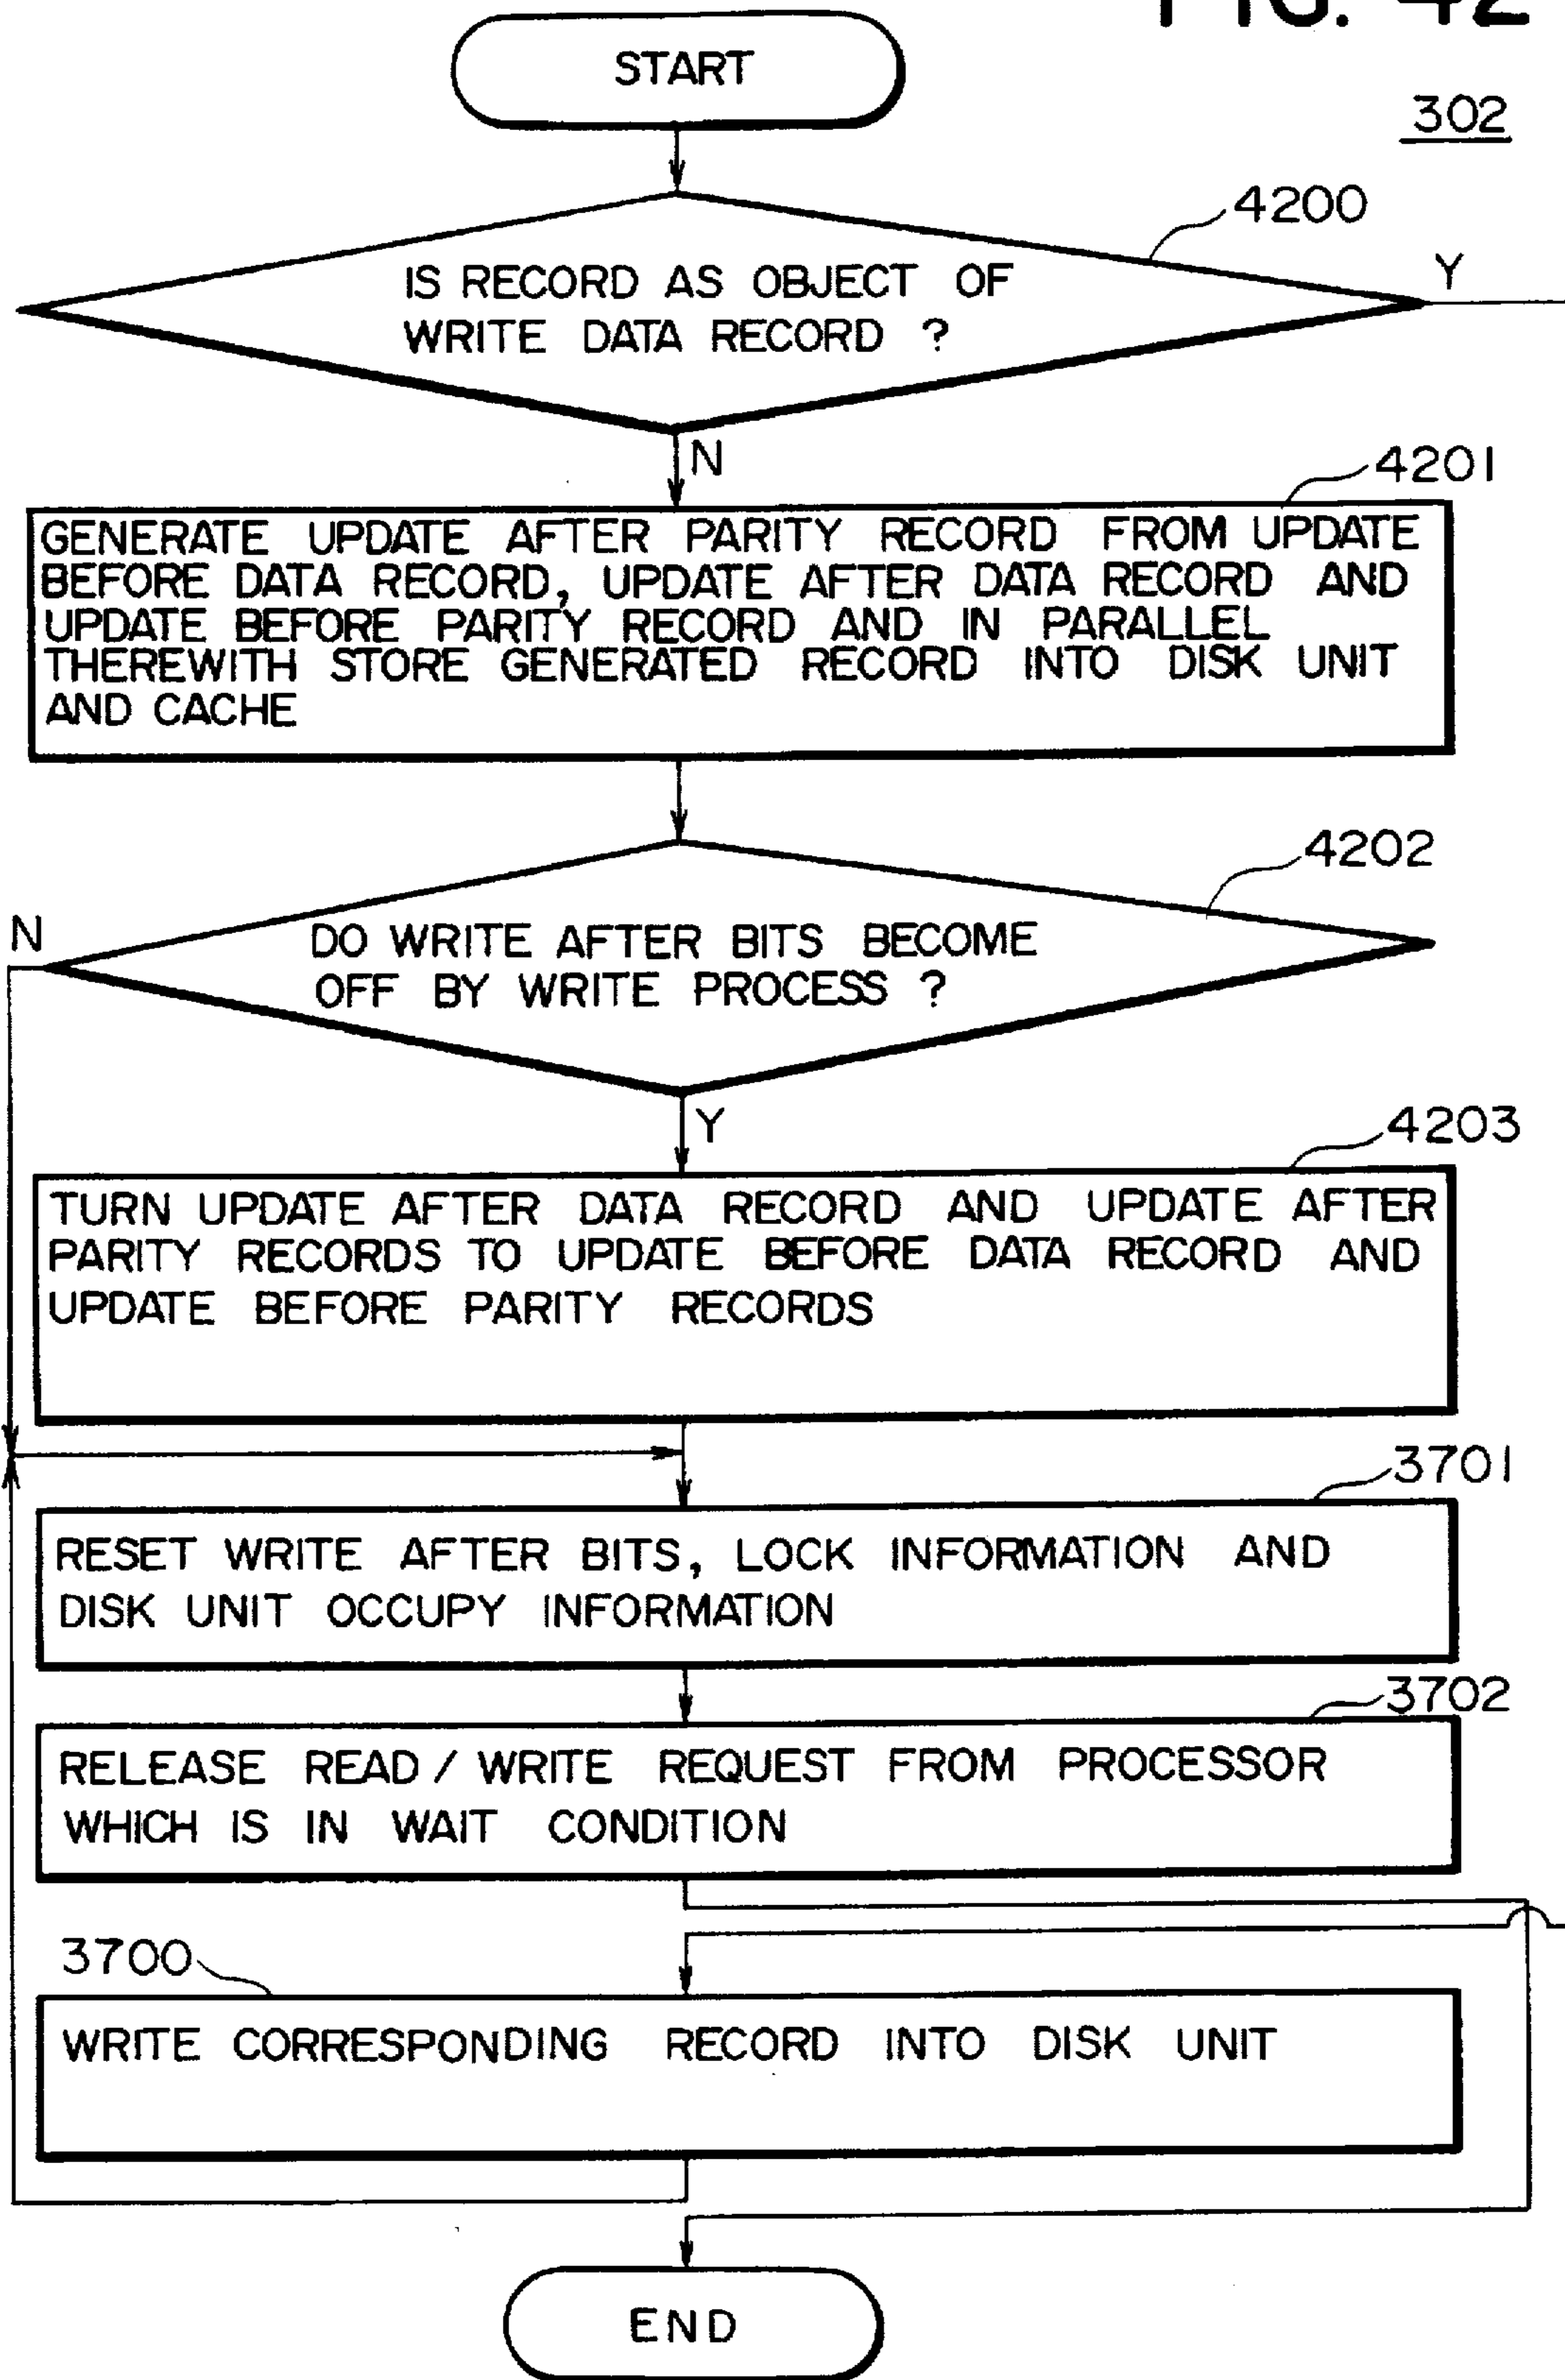 FIG. 42
START
302
4200
IS RECORD AS OBJECT OF
WRITE DATA RECORD ?
Y
N
4201
GENERATE UPDATE AFTER PARITY RECORD FROM UPDATE
BEFORE DATA RECORD, UPDATE AFTER DATA RECORD AND
UPDATE BEFORE PARITY RECORD AND IN PARALLEL
THEREWITH STORE GENERATED RECORD INTO DISK UNIT
AND CACHE
4202
N
DO WRITE AFTER BITS BECOME
OFF BY WRITE PROCESS ?
Y
4203
TURN UPDATE AFTER DATA RECORD AND UPDATE AFTER
PARITY RECORDS TO UPDATE BEFORE DATA RECORD AND
UPDATE BEFORE PARITY RECORDS
3701
RESET WRITE AFTER BITS, LOCK INFORMATION AND
DISK UNIT OCCUPY INFORMATION
3702
RELEASE READ / WRITE REQUEST FROM PROCESSOR
WHICH IS IN WAIT CONDITION
3700
WRITE CORRESPONDING RECORD INTO DISK UNIT
END